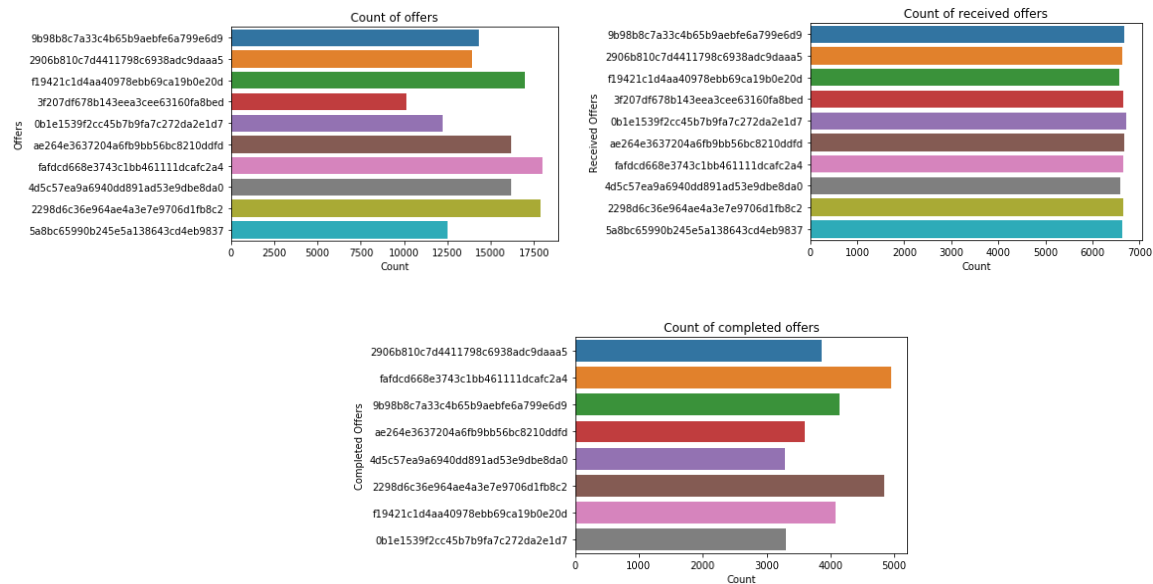 Count of offers
Offers
9b98b8c7a33c4b65b9aebfe6a799e6d9
2906b810c7d4411798c6938adc9daaa5
f19421c1d4aa40978ebb69ca19b0e20d
3f207df678b143eea3cee63160fa8bed
0b1e1539f2cc45b7b9fa7c272da2e1d7
ae264e3637204a6fb9bb56bc8210ddfd
fafdcd668e3743c1bb461111dcafc2a4
4d5c57ea9a6940dd891ad53e9dbe8da0
2298d6c36e964ae4a3e7e9706d1fb8c2
5a8bc65990b245e5a138643cd4eb9837
0 2500 5000 7500 10000 12500 15000 17500
Count
Count of received offers
Received Offers
9b98b8c7a33c4b65b9aebfe6a799e6d9
2906b810c7d4411798c6938adc9daaa5
f19421c1d4aa40978ebb69ca19b0e20d
3f207df678b143eea3cee63160fa8bed
0b1e1539f2cc45b7b9fa7c272da2e1d7
ae264e3637204a6fb9bb56bc8210ddfd
fafdcd668e3743c1bb461111dcafc2a4
4d5c57ea9a6940dd891ad53e9dbe8da0
2298d6c36e964ae4a3e7e9706d1fb8c2
5a8bc65990b245e5a138643cd4eb9837
0 1000 2000 3000 4000 5000 6000 7000
Count
Count of completed offers
Completed Offers
2906b810c7d4411798c6938adc9daaa5
fafdcd668e3743c1bb461111dcafc2a4
9b98b8c7a33c4b65b9aebfe6a799e6d9
ae264e3637204a6fb9bb56bc8210ddfd
4d5c57ea9a6940dd891ad53e9dbe8da0
2298d6c36e964ae4a3e7e9706d1fb8c2
f19421c1d4aa40978ebb69ca19b0e20d
0b1e1539f2cc45b7b9fa7c272da2e1d7
0 1000 2000 3000 4000 5000
Count